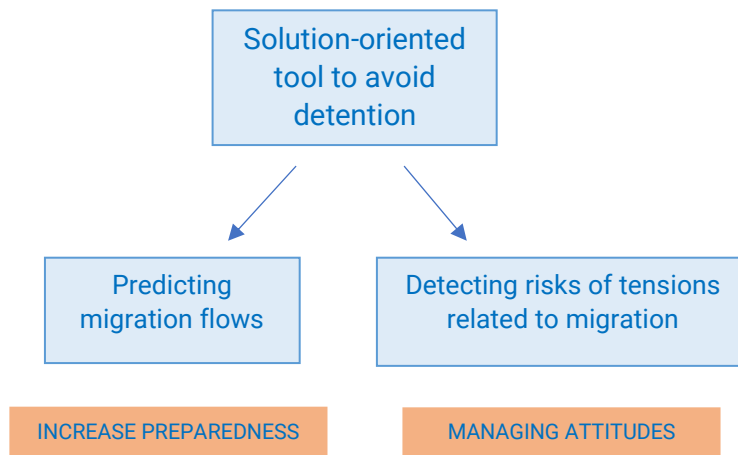 Solution-oriented
tool to avoid
detention
Predicting
migration flows
Detecting risks of tensions
related to migration
INCREASE PREPAREDNESS
MANAGING ATTITUDES